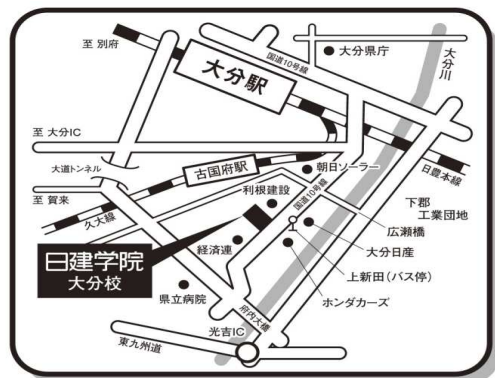 至 別府
大分駅
国道10号線
大分県庁
大分川
至 大分IC
大道トンネル
古国府駅
朝日ソーラー
日豊本線
至 賀来
久大線
利根建設
国道10号線
下郡
工業団地
広瀬橋
日建学院
大分校
経済連
大分日産
上新田(バス停)
県立病院
ホンダカーズ
府内大橋
光吉IC
東九州道